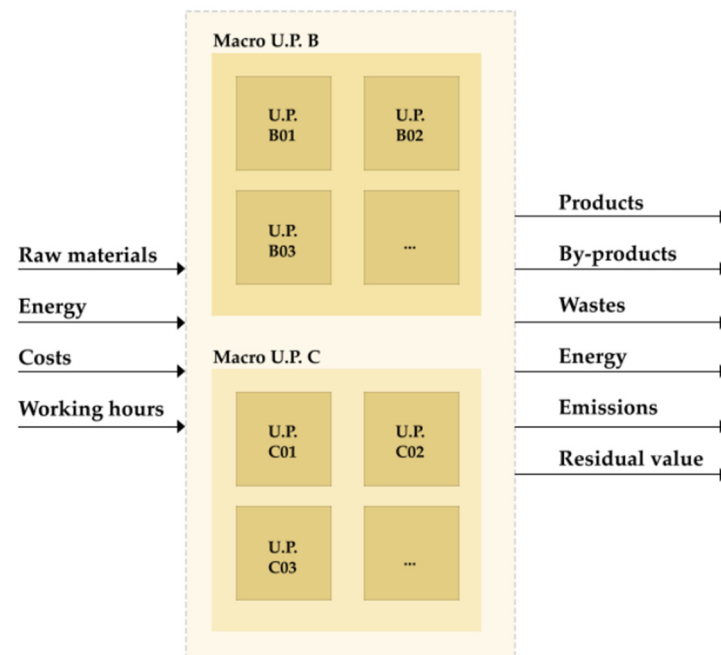 Macro U.P. B
U.P.
B01
U.P.
B02
U.P.
B03
...
Raw materials
Energy
Costs
Working hours
Macro U.P. C
U.P.
C01
U.P.
C02
U.P.
C03
...
Products
By-products
Wastes
Energy
Emissions
Residual value